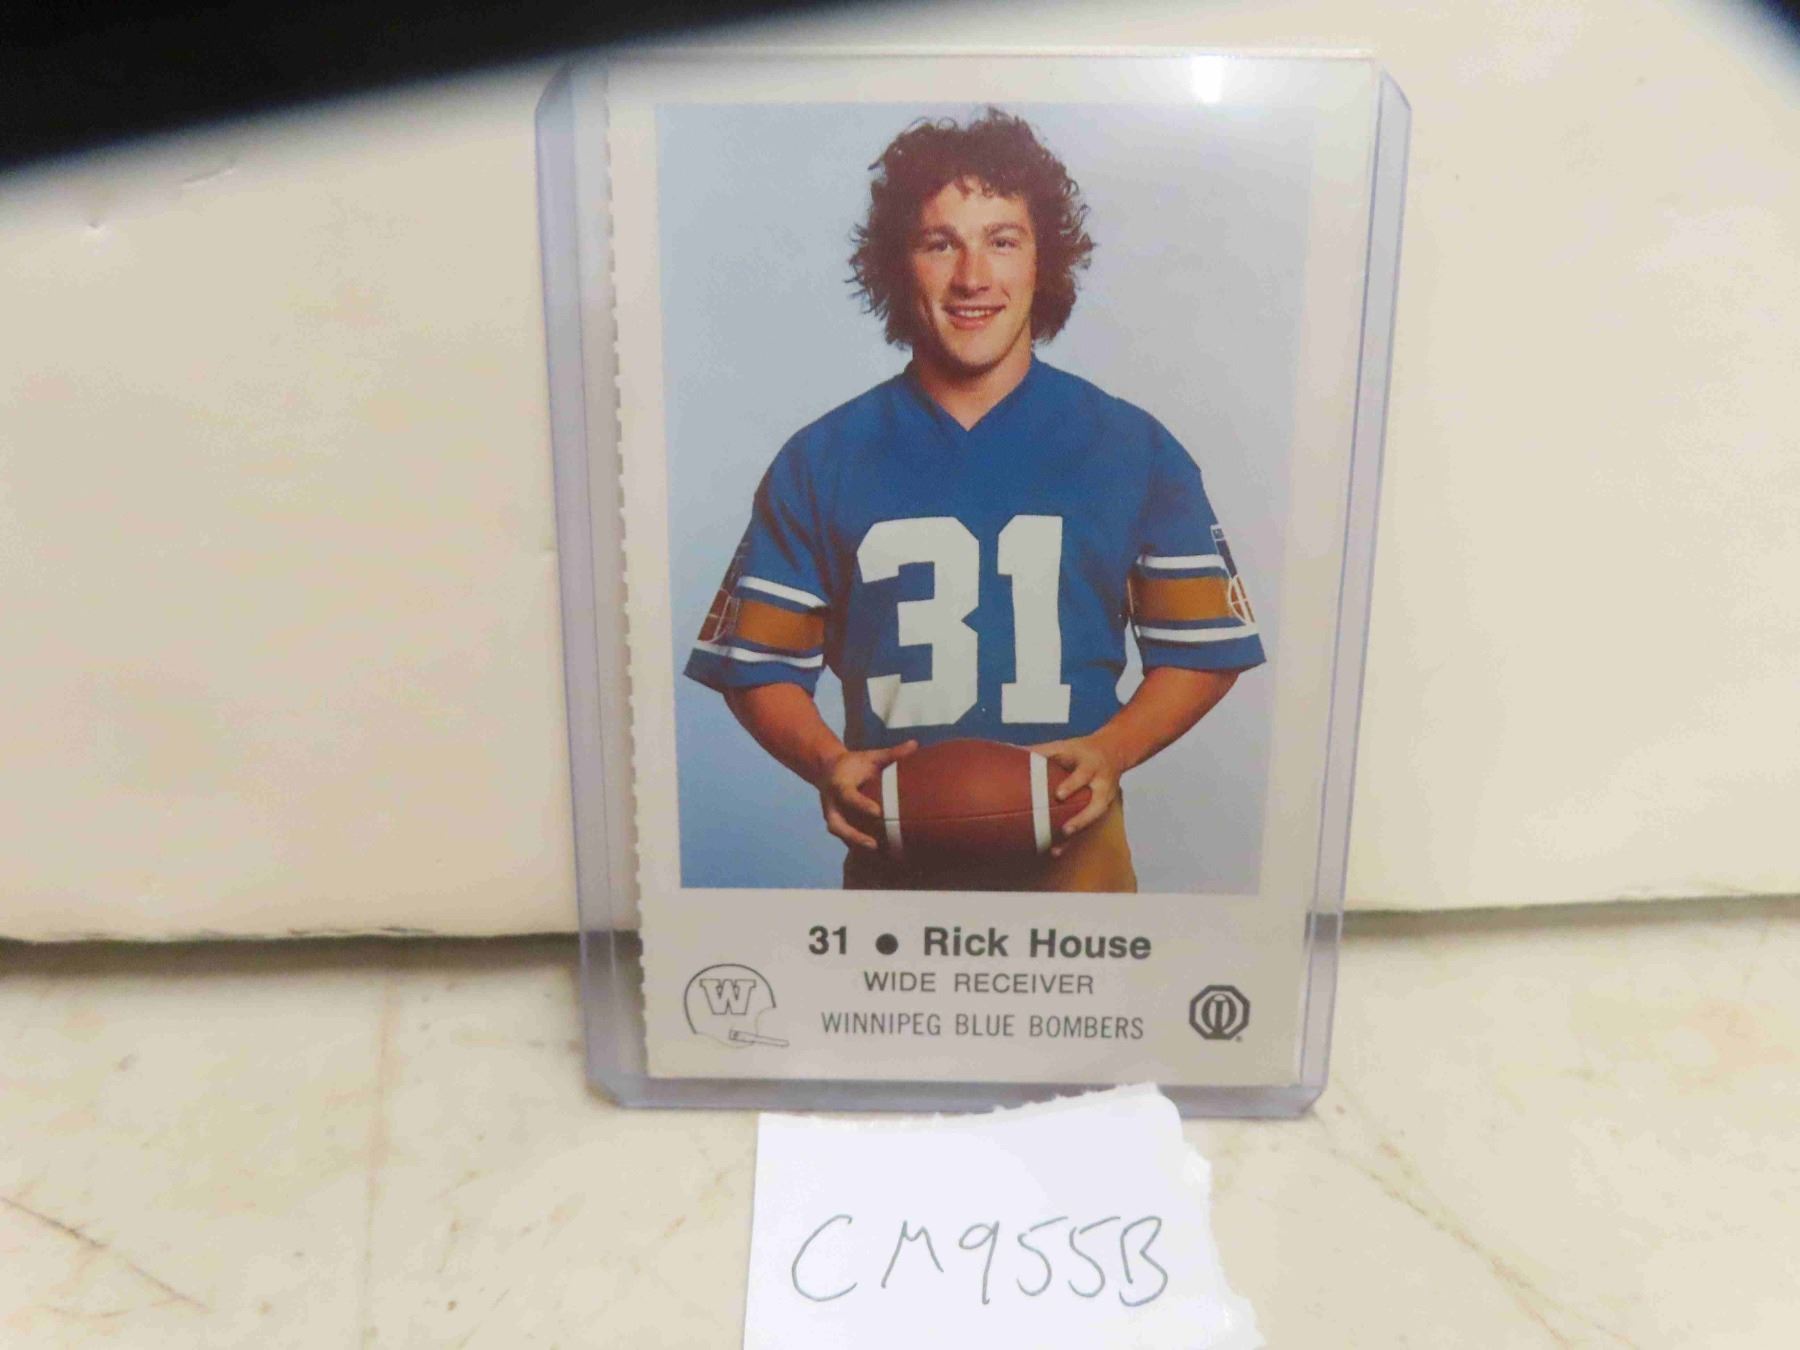 31
31 ● Rick House
WIDE RECEIVER
W
WINNIPEG BLUE BOMBERS
CM955B